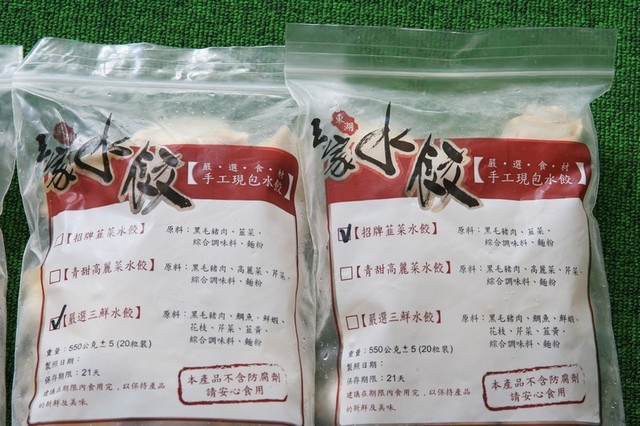 王家水餃
【嚴・選・食・材
手工現包水餃】
【招牌韮菜水餃】
原料：黑毛豬肉、韮菜、
綜合調味料、麵粉
【青甜高麗菜水餃】
原料：黑毛豬肉、高麗菜、芹菜、
綜合調味料、麵粉
【嚴選三鮮水餃】
原料：黑毛豬肉、鯛魚、鮮蝦、
花枝、芹菜、韮黃、
綜合調味料、麵粉
重量：550公克±5 (20粒裝)
製照日期：
保存期限：21天
建議在期限內食用完，以保持產品
的新鮮及美味。
本產品不含防腐劑
請安心食用
東湖
王家水餃
【嚴・選・食・材
手工現包水餃】
【招牌韮菜水餃】
原料：黑毛豬肉、韮菜、
綜合調味料、麵粉
【青甜高麗菜水餃】
原料：黑毛豬肉、高麗菜、芹菜、
綜合調味料、麵粉
【嚴選三鮮水餃】
原料：黑毛豬肉、鯛魚、鮮蝦、
花枝、芹菜、韮黃、
綜合調味料、麵粉
重量：550公克±5 (20粒裝)
製照日期：
保存期限：21天
建議在期限內食用完，以保持產品
的新鮮及美味。
本產品不含防腐劑
請安心食用